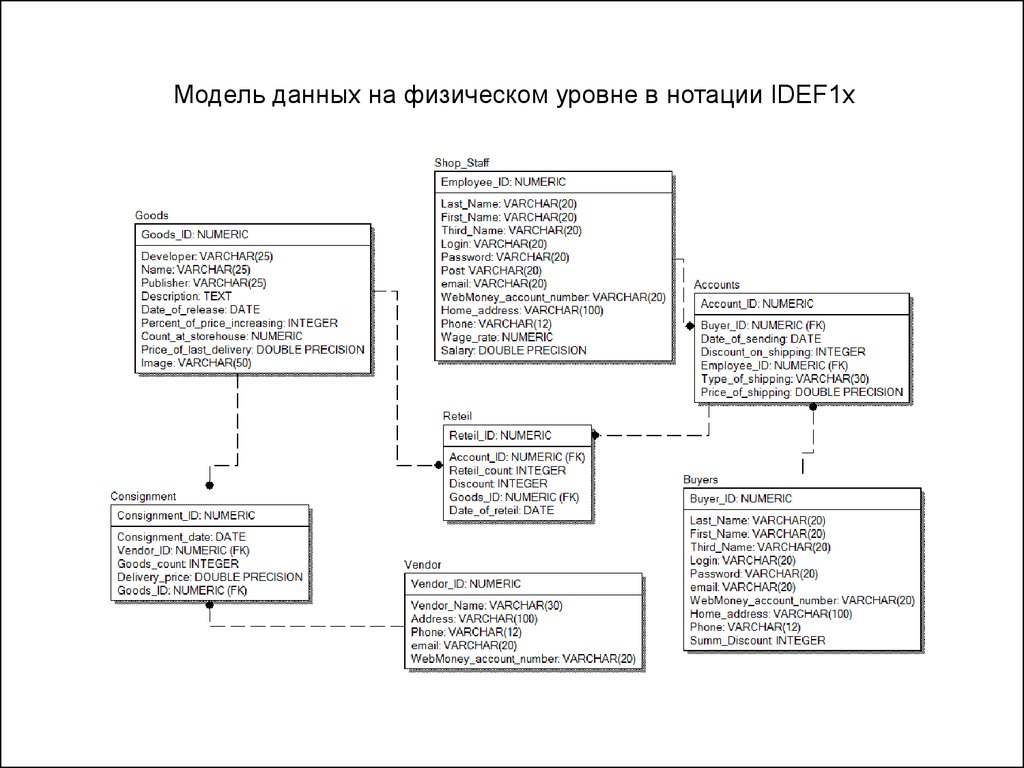 Модель данных на физическом уровне в нотации IDEF1x
Shop_Staff
Employee_ID: NUMERIC
Last_Name: VARCHAR(20)
First_Name: VARCHAR(20)
Third_Name: VARCHAR(20)
Login: VARCHAR(20)
Password: VARCHAR(20)
Post: VARCHAR(20)
email: VARCHAR(20)
WebMoney_account_number: VARCHAR(20)
Home_address: VARCHAR(100)
Phone: VARCHAR(12)
Wage_rate: NUMERIC
Salary: DOUBLE PRECISION
Goods
Goods_ID: NUMERIC
Developer: VARCHAR(25)
Name: VARCHAR(25)
Publisher: VARCHAR(25)
Description: TEXT
Date_of_release: DATE
Percent_of_price_increasing: INTEGER
Count_at_storehouse: NUMERIC
Price_of_last_delivery: DOUBLE PRECISION
Image: VARCHAR(50)
Accounts
Account_ID: NUMERIC
Buyer_ID: NUMERIC (FK)
Date_of_sending: DATE
Discount_on_shipping: INTEGER
Employee_ID: NUMERIC (FK)
Type_of_shipping: VARCHAR(30)
Price_of_shipping: DOUBLE PRECISION
Reteil
Reteil_ID: NUMERIC
Account_ID: NUMERIC (FK)
Reteil_count: INTEGER
Discount: INTEGER
Goods_ID: NUMERIC (FK)
Date_of_reteil: DATE
Consignment
Consignment_ID: NUMERIC
Consignment_date: DATE
Vendor_ID: NUMERIC (FK)
Goods_count: INTEGER
Delivery_price: DOUBLE PRECISION
Goods_ID: NUMERIC (FK)
Buyers
Buyer_ID: NUMERIC
Last_Name: VARCHAR(20)
First_Name: VARCHAR(20)
Third_Name: VARCHAR(20)
Login: VARCHAR(20)
Password: VARCHAR(20)
email: VARCHAR(20)
WebMoney_account_number: VARCHAR(20)
Home_address: VARCHAR(100)
Phone: VARCHAR(12)
Summ_Discount: INTEGER
Vendor
Vendor_ID: NUMERIC
Vendor_Name: VARCHAR(30)
Address: VARCHAR(100)
Phone: VARCHAR(12)
email: VARCHAR(20)
WebMoney_account_number: VARCHAR(20)